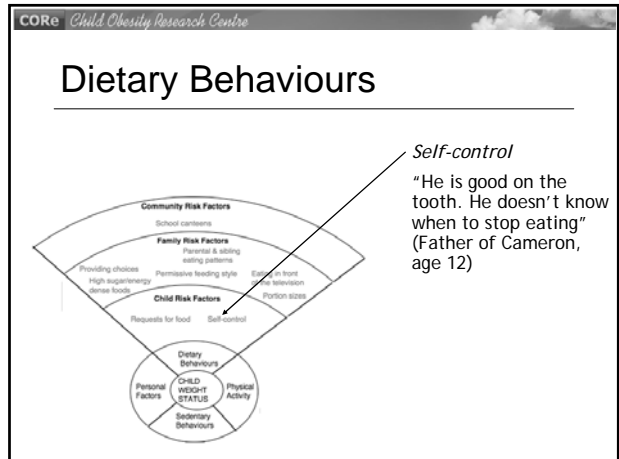 CORe Child Obesity Research Centre
Dietary Behaviours
Self-control
"He is good on the
tooth. He doesn't know
when to stop eating"
(Father of Cameron,
age 12)
Community Risk Factors
School canteens
Family Risk Factors
Parental & sibling
eating patterns
Providing choices
Permissive feeding style
Eating in front
of the television
High sugar/energy
dense foods
Portion sizes
Child Risk Factors
Requests for food
Self-control
Dietary
Behaviours
Personal
Factors
CHILD
WEIGHT
STATUS
Physical
Activity
Sedentary
Behaviours